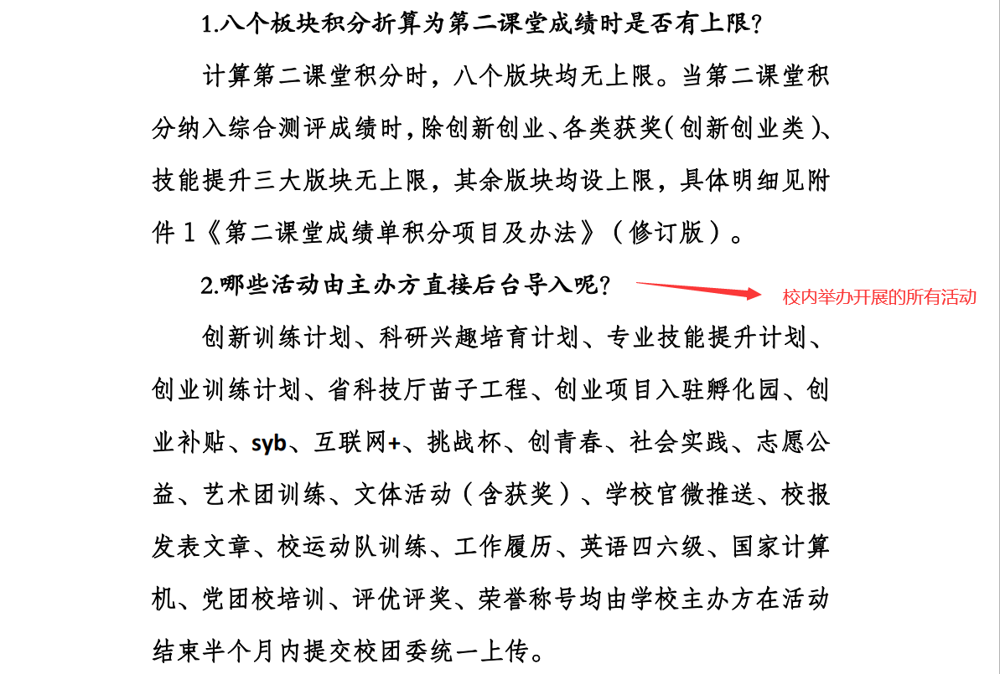 1.八个板块积分折算为第二课堂成绩时是否有上限？
计算第二课堂积分时，八个版块均无上限。当第二课堂积
分纳入综合测评成绩时，除创新创业、各类获奖（创新创业类）、
技能提升三大版块无上限，其余版块均设上限，具体明细见附
件1《第二课堂成绩单积分项目及办法》（修订版）。
2.哪些活动由主办方直接后台导入呢？
校内举办开展的所有活动
创新训练计划、科研兴趣培育计划、专业技能提升计划、
创业训练计划、省科技厅苗子工程、创业项目入驻孵化园、创
业补贴、syb、互联网+、挑战杯、创青春、社会实践、志愿公
益、艺术团训练、文体活动（含获奖）、学校官微推送、校报
发表文章、校运动队训练、工作履历、英语四六级、国家计算
机、党团校培训、评优评奖、荣誉称号均由学校主办方在活动
结束半个月内提交校团委统一上传。